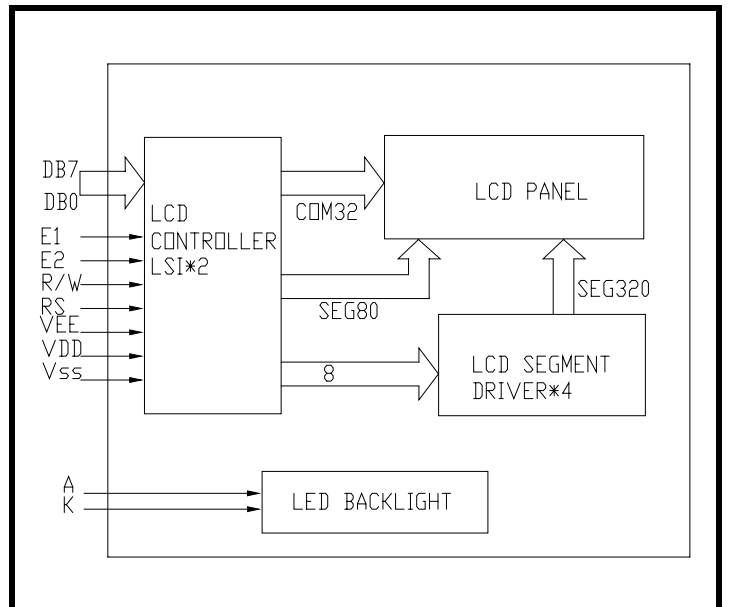 DB7
DB0
E1
E2
R/W
RS
VEE
VDD
Vss
LCD
CONTROLLER
LSI*2
COM32
LCD PANEL
SEG80
SEG320
8
LCD SEGMENT
DRIVER*4
A
K
LED BACKLIGHT